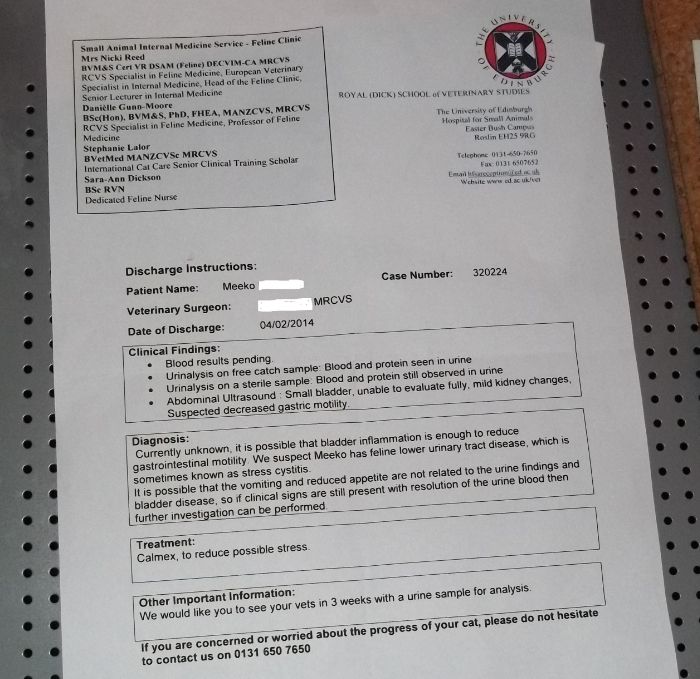 Small Animal Internal Medicine Service - Feline Clinic
Mrs Nicki Reed
BVM&S Cert VR DSAM (Feline) DECVIM-CA MRCVS
RCVS Specialist in Feline Medicine, European Veterinary
Specialist in Internal Medicine, Head of the Feline Clinic,
Senior Lecturer in Internal Medicine
Danièlle Gunn-Moore
BSc(Hon), BVM&S, PhD, FHEA, MANZCVS, MRCVS
RCVS Specialist in Feline Medicine, Professor of Feline
Medicine
Stephanie Lalor
BVetMed MANZCVSc MRCVS
International Cat Care Senior Clinical Training Scholar
Sara-Ann Dickson
BSc RVN
Dedicated Feline Nurse
THE UNIVERSITY OF EDINBURGH
ROYAL (DICK) SCHOOL of VETERINARY STUDIES
The University of Edinburgh
Hospital for Small Animals
Easter Bush Campus
Roslin EH25 9RG
Telephone 0131-650-7650
Fax 0131 6507652
Email
Website www.ed.ac.uk/vet
Discharge Instructions:
Patient Name: Meeko
Case Number: 320224
Veterinary Surgeon: MRCVS
Date of Discharge: 04/02/2014
Clinical Findings:
• Blood results pending.
• Urinalysis on free catch sample: Blood and protein seen in urine
• Urinalysis on a sterile sample: Blood and protein still observed in urine
• Abdominal Ultrasound : Small bladder, unable to evaluate fully, mild kidney changes,
Suspected decreased gastric motility.
Diagnosis:
Currently unknown, it is possible that bladder inflammation is enough to reduce
gastrointestinal motility. We suspect Meeko has feline lower urinary tract disease, which is
sometimes known as stress cystitis.
It is possible that the vomiting and reduced appetite are not related to the urine findings and
bladder disease, so if clinical signs are still present with resolution of the urine blood then
further investigation can be performed.
Treatment:
Calmex, to reduce possible stress.
Other Important Information:
We would like you to see your vets in 3 weeks with a urine sample for analysis.
If you are concerned or worried about the progress of your cat, please do not hesitate
to contact us on 0131 650 7650